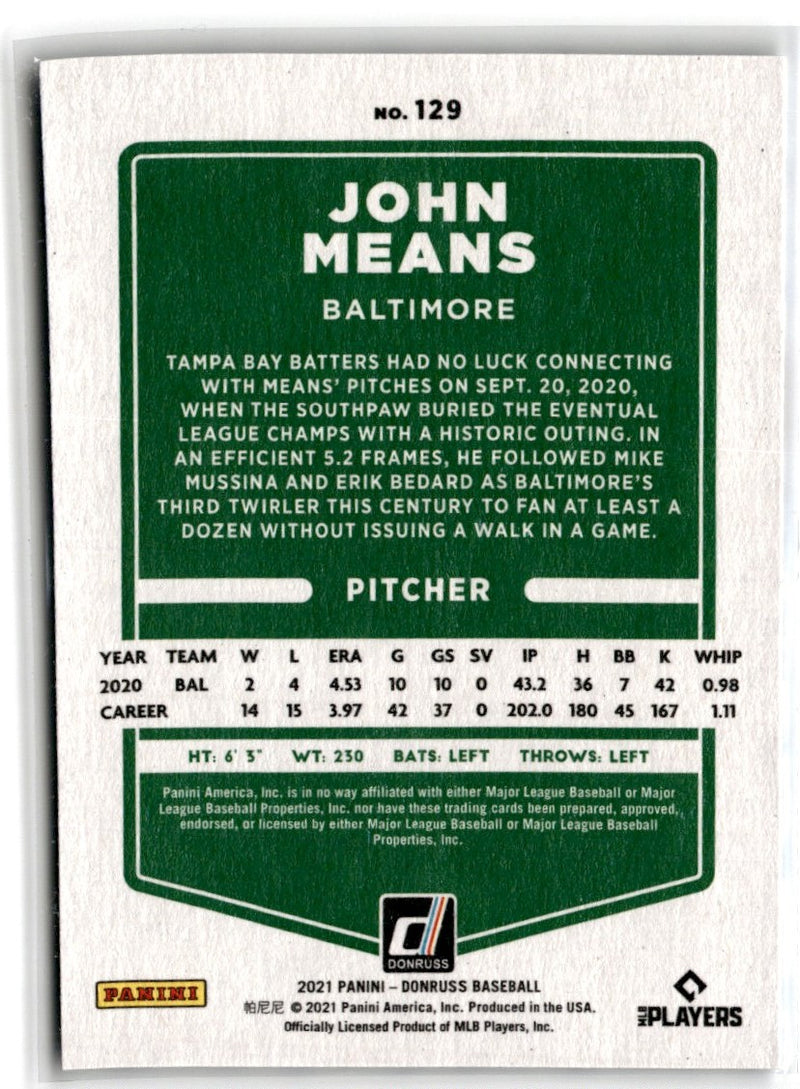 NO. 129
JOHN
MEANS
BALTIMORE
TAMPA BAY BATTERS HAD NO LUCK CONNECTING
WITH MEANS' PITCHES ON SEPT. 20, 2020,
WHEN THE SOUTHPAW BURIED THE EVENTUAL
LEAGUE CHAMPS WITH A HISTORIC OUTING. IN
AN EFFICIENT 5.2 FRAMES, HE FOLLOWED MIKE
MUSSINA AND ERIK BEDARD AS BALTIMORE'S
THIRD TWIRLER THIS CENTURY TO FAN AT LEAST A
DOZEN WITHOUT ISSUING A WALK IN A GAME.
PITCHER
YEAR TEAM W L ERA G GS SV IP H BB K WHIP
2020 BAL 2 4 4.53 10 10 0 43.2 36 7 42 0.98
CAREER 14 15 3.97 42 37 0 202.0 180 45 167 1.11
HT: 6' 3" WT: 230 BATS: LEFT THROWS: LEFT
Panini America, Inc. is in no way affiliated with either Major League Baseball or Major
League Baseball Properties, Inc. nor have these trading cards been prepared, approved,
endorsed, or licensed by either Major League Baseball or Major League Baseball
Properties, Inc.
d
DONRUSS
PANINI
2021 PANINI – DONRUSS BASEBALL
帕尼尼 © 2021 Panini America, Inc. Produced in the USA.
Officially Licensed Product of MLB Players, Inc.
MLB PLAYERS